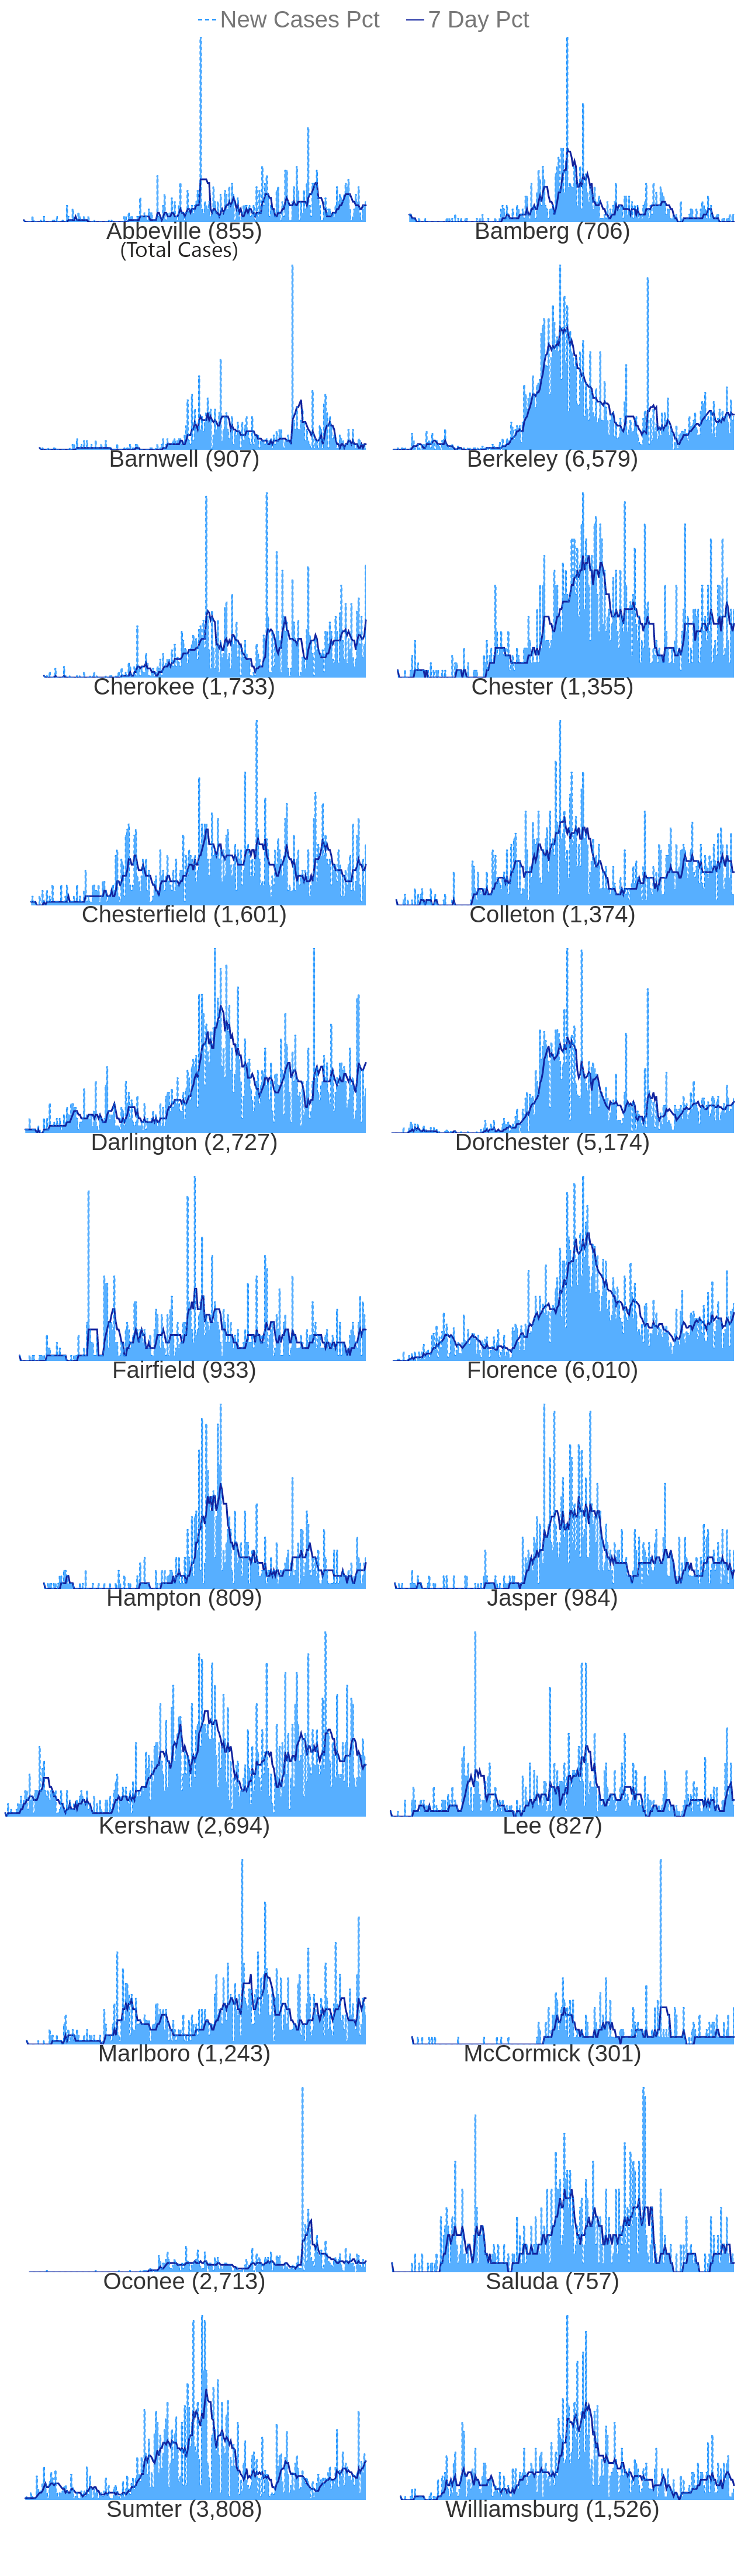 New Cases Pct 7 Day Pct
Abbeville (855) Bamberg (706)
(Total Cases)
Barnwell (907) Berkeley (6,579)
Cherokee (1,733) Chester (1,355)
Chesterfield (1,601) Colleton (1,374)
Darlington (2,727) Dorchester (5,174)
Fairfield (933) Florence (6,010)
Hampton (809) Jasper (984)
Kershaw (2,694) Lee (827)
Marlboro (1,243) McCormick (301)
Oconee (2,713) Saluda (757)
Sumter (3,808) Williamsburg (1,526)